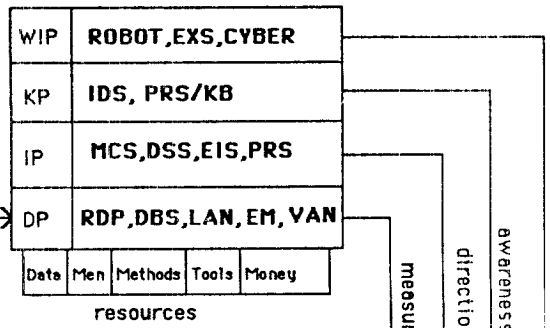 WIP ROBOT,EXS,CYBER
KP IDS, PRS/KB
IP MCS,DSS,EIS,PRS
DP RDP,DBS,LAN,EM,VAN
Data Men Methods Tools Money
resources
awareness